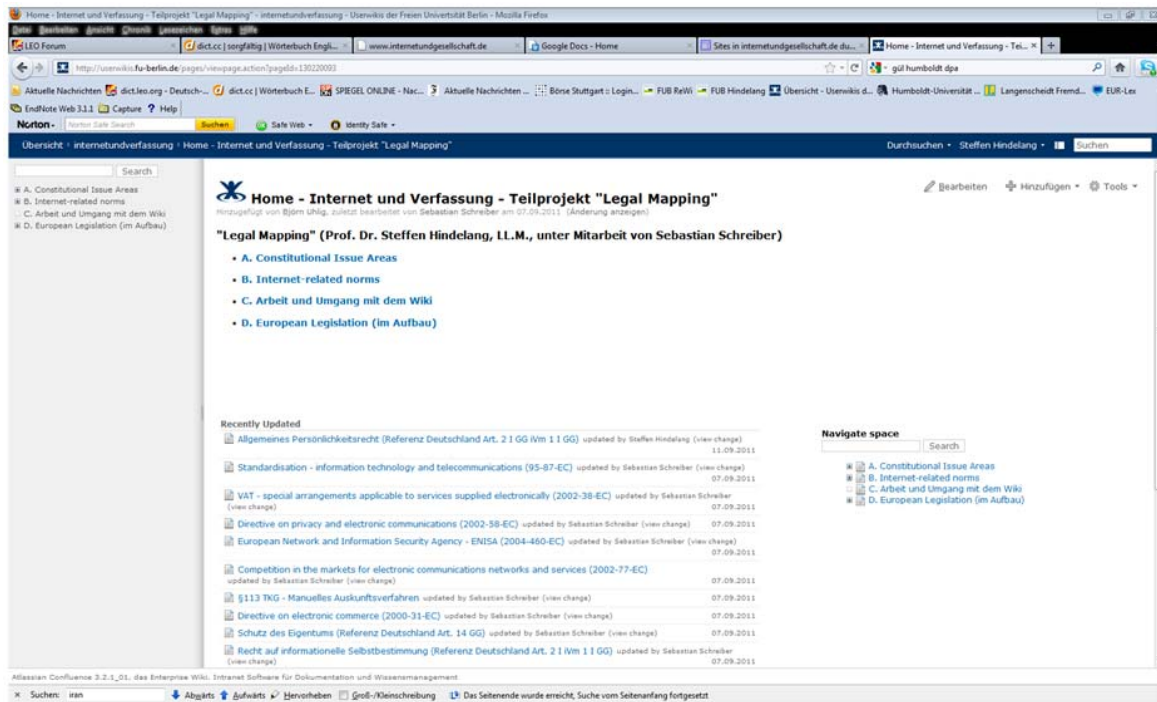 Home - Internet und Verfassung - Teilprojekt "Legal Mapping" - internetundverfassung - Userwikis der Freien Univertsität Berlin - Mozilla Firefox
Datei Bearbeiten Ansicht Chronik Lesezeichen Extras Hilfe
LEO Forum × dict.cc | sorgfältig | Wörterbuch Engli... × www.internetundgesellschaft.de × Google Docs - Home × Sites in internetundgesellschaft.de du... × Home - Internet und Verfassung - Tei... × +
http://userwikis.fu-berlin.de/pages/viewpage.action?pageId=130220093 gül humboldt dpa
Aktuelle Nachrichten dict.leo.org - Deutsch-... dict.cc | Wörterbuch E... SPIEGEL ONLINE - Nac... Aktuelle Nachrichten ... Börse Stuttgart :: Login... FUB ReWi FUB Hindelang Übersicht - Userwikis d... Humboldt-Universität ... Langenscheidt Fremd... EUR-Lex
EndNote Web 3.1.1 Capture ? Help
Norton Norton Safe Search Suchen Safe Web Identity Safe
Übersicht internetundverfassung Home - Internet und Verfassung - Teilprojekt "Legal Mapping" Durchsuchen Steffen Hindelang Suchen
Search
A. Constitutional Issue Areas
B. Internet-related norms
C. Arbeit und Umgang mit dem Wiki
D. European Legislation (im Aufbau)
Bearbeiten Hinzufügen Tools
Home - Internet und Verfassung - Teilprojekt "Legal Mapping"
Hinzugefügt von Björn Uhlig, zuletzt bearbeitet von Sebastian Schreiber am 07.09.2011 (Änderung anzeigen)
"Legal Mapping" (Prof. Dr. Steffen Hindelang, LL.M., unter Mitarbeit von Sebastian Schreiber)
• A. Constitutional Issue Areas
• B. Internet-related norms
• C. Arbeit und Umgang mit dem Wiki
• D. European Legislation (im Aufbau)
Recently Updated
Allgemeines Persönlichkeitsrecht (Referenz Deutschland Art. 2 I GG iVm 1 I GG) updated by Steffen Hindelang (view change)
11.09.2011
Standardisation - information technology and telecommunications (95-87-EC) updated by Sebastian Schreiber (view change)
07.09.2011
VAT - special arrangements applicable to services supplied electronically (2002-38-EC) updated by Sebastian Schreiber
(view change) 07.09.2011
Directive on privacy and electronic communications (2002-58-EC) updated by Sebastian Schreiber (view change) 07.09.2011
European Network and Information Security Agency - ENISA (2004-460-EC) updated by Sebastian Schreiber (view change)
07.09.2011
Competition in the markets for electronic communications networks and services (2002-77-EC)
updated by Sebastian Schreiber (view change) 07.09.2011
§113 TKG - Manuelles Auskunftsverfahren updated by Sebastian Schreiber (view change) 07.09.2011
Directive on electronic commerce (2000-31-EC) updated by Sebastian Schreiber (view change) 07.09.2011
Schutz des Eigentums (Referenz Deutschland Art. 14 GG) updated by Sebastian Schreiber (view change) 07.09.2011
Recht auf informationelle Selbstbestimmung (Referenz Deutschland Art. 2 I iVm 1 I GG) updated by Sebastian Schreiber
(view change) 07.09.2011
Navigate space
Search
A. Constitutional Issue Areas
B. Internet-related norms
C. Arbeit und Umgang mit dem Wiki
D. European Legislation (im Aufbau)
Atlassian Confluence 3.2.1_01, das Enterprise Wiki. Intranet Software für Dokumentation und Wissensmanagement
× Suchen: iran Abwärts Aufwärts Hervorheben Groß-/Kleinschreibung Das Seitenende wurde erreicht, Suche vom Seitenanfang fortgesetzt